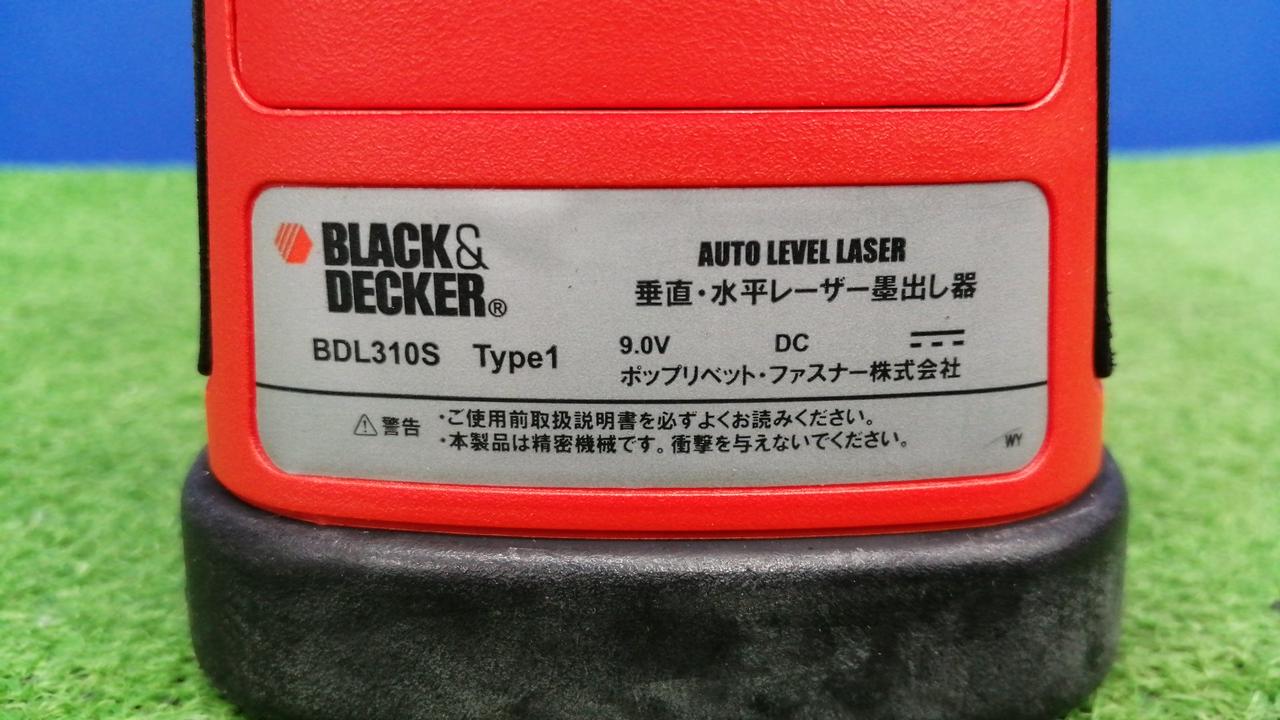 BLACK&
DECKER®
BDL310S Type1
AUTO LEVEL LASER
垂直・水平レーザー墨出し器
9.0V DC
ポップリベット・ファスナー株式会社
警告
・ご使用前取扱説明書を必ずよくお読みください。
・本製品は精密機械です。衝撃を与えないでください。
WY